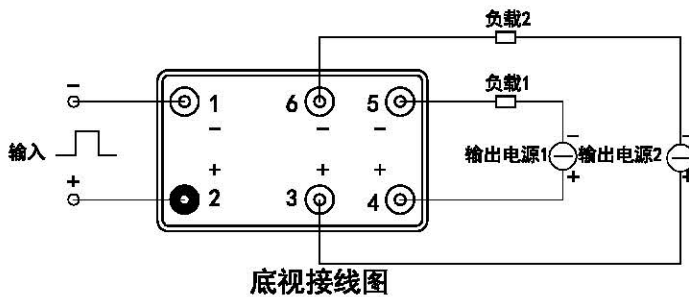 负载2
负载1
− 1 6 5
− − −
输入
输出电源1 − 输出电源2 −
+ + +
+ 2 3 4 + +
底视接线图